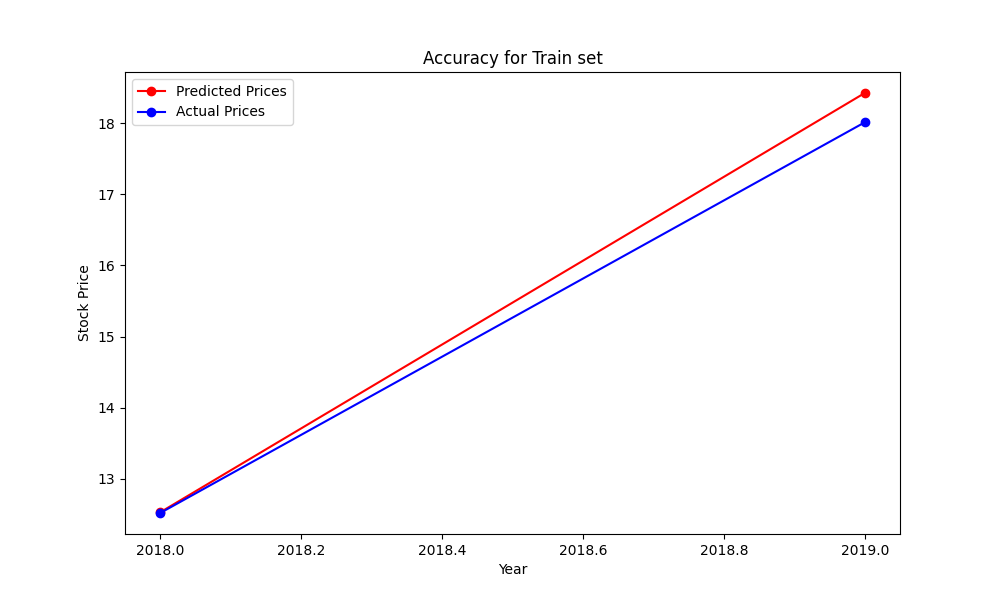 Accuracy for Train set
Predicted Prices
Actual Prices
18
17
16
15
14
13
Stock Price
2018.0 2018.2 2018.4 2018.6 2018.8 2019.0
Year